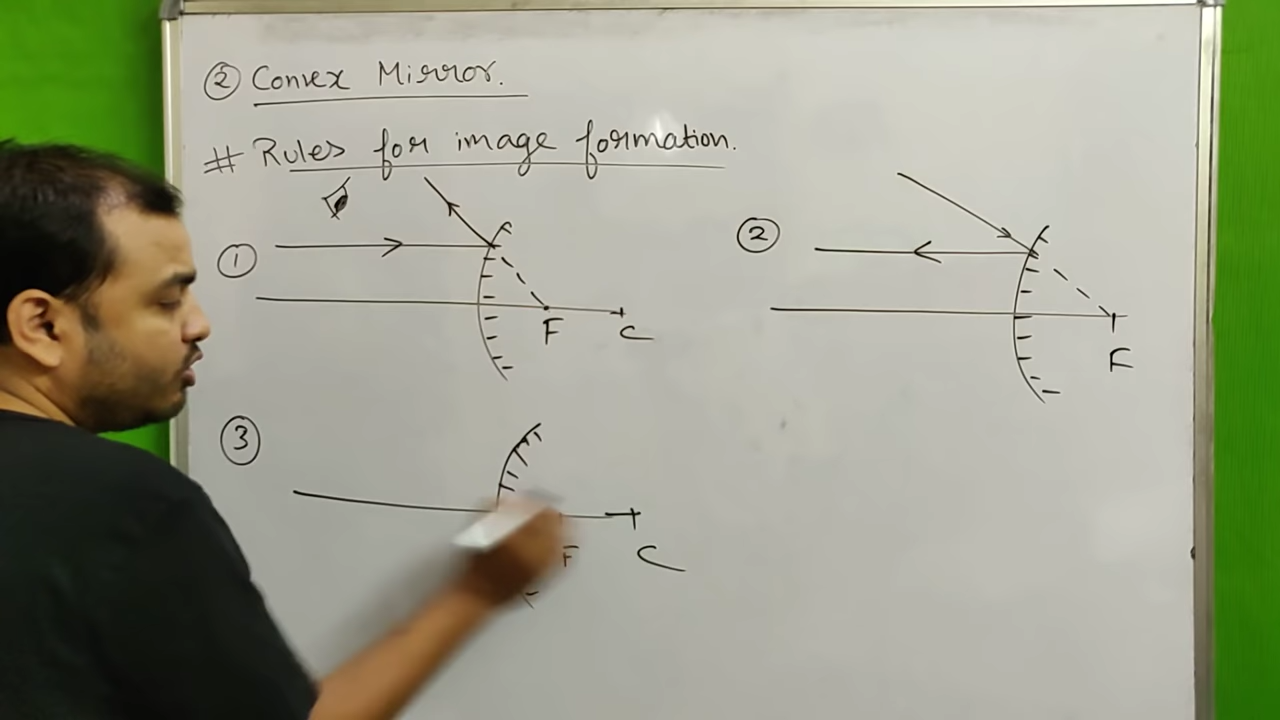 ② Convex Mirror.
# Rules for image formation.
①
F
C
②
F
③
F
C